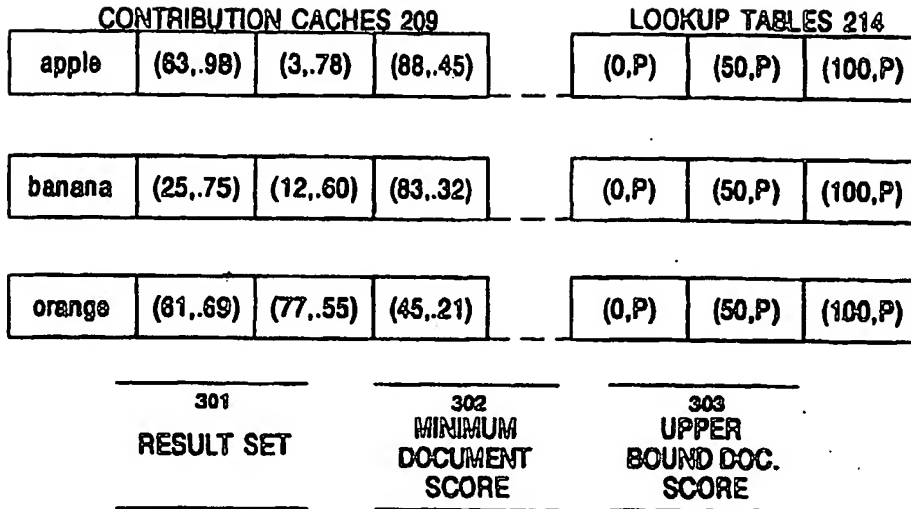 CONTRIBUTION CACHES 209 LOOKUP TABLES 214
apple (63,.98) (3,.78) (88,.45) (0,P) (50,P) (100,P)
banana (25,.75) (12,.60) (83,.32) (0,P) (50,P) (100,P)
orange (61,.69) (77,.55) (45,.21) (0,P) (50,P) (100,P)
301 302 303
RESULT SET MINIMUM DOCUMENT SCORE UPPER BOUND DOC. SCORE